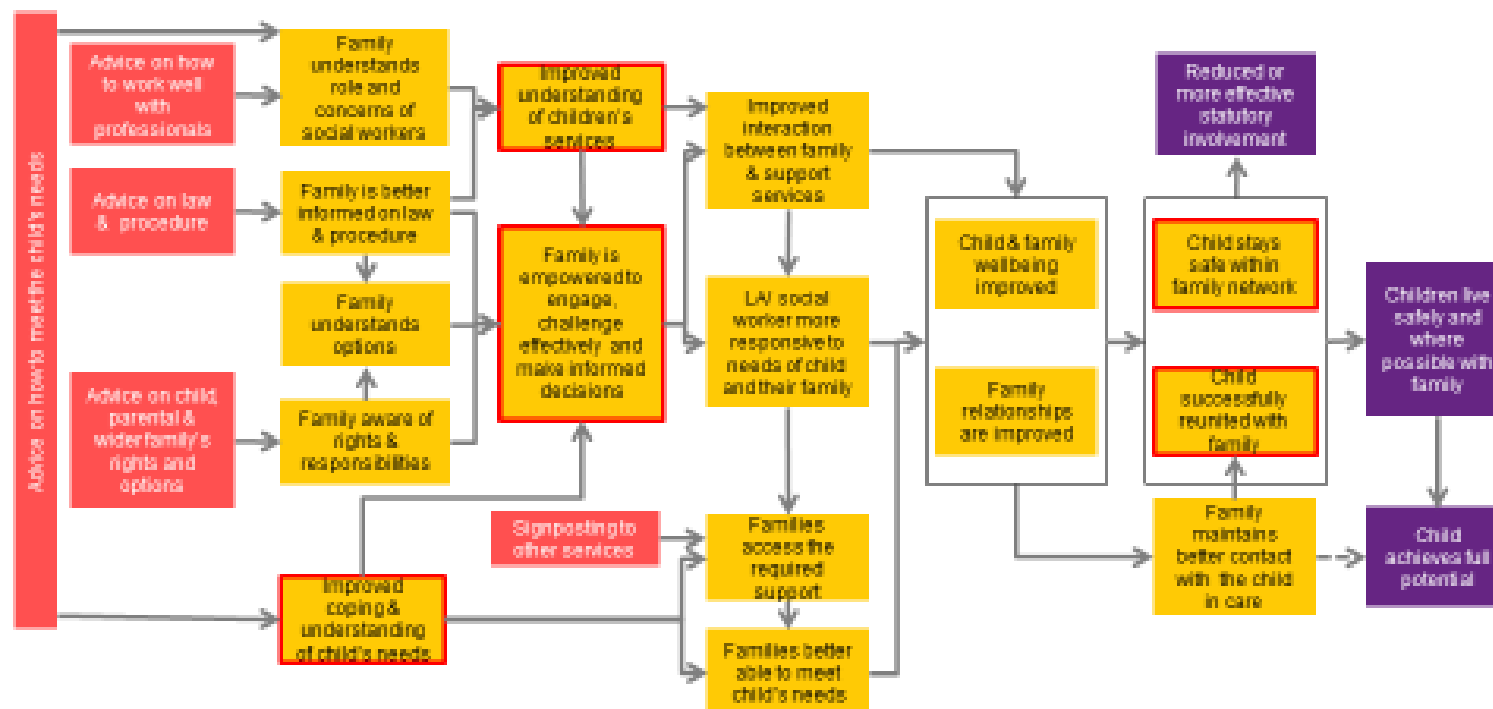 Advice on how to meet the child's needs
Advice on how
to work well
with
professionals
Advice on law
& procedure
Advice on child,
parental &
wider family's
rights and
options
Family
understands
role and
concerns of
social workers
Family is better
informed on law
& procedure
Family
understands
options
Family aware of
rights &
responsibilities
Improved
coping &
understanding
of child's needs
Improved
understanding
of children's
services
Family is
empowered to
engage,
challenge
effectively and
make informed
decisions
Signposting to
other services
Improved
interaction
between family
& support
services
LA/ social
worker more
responsive to
needs of child
and their family
Families
access the
required
support
Families better
able to meet
child's needs
Child & family
wellbeing
improved
Family
relationships
are improved
Reduced or
more effective
statutory
involvement
Child stays
safe within
family network
Child
successfully
reunited with
family
Family
maintains
better contact
with the child
in care
Children live
safely and
where
possible with
family
Child
achieves full
potential